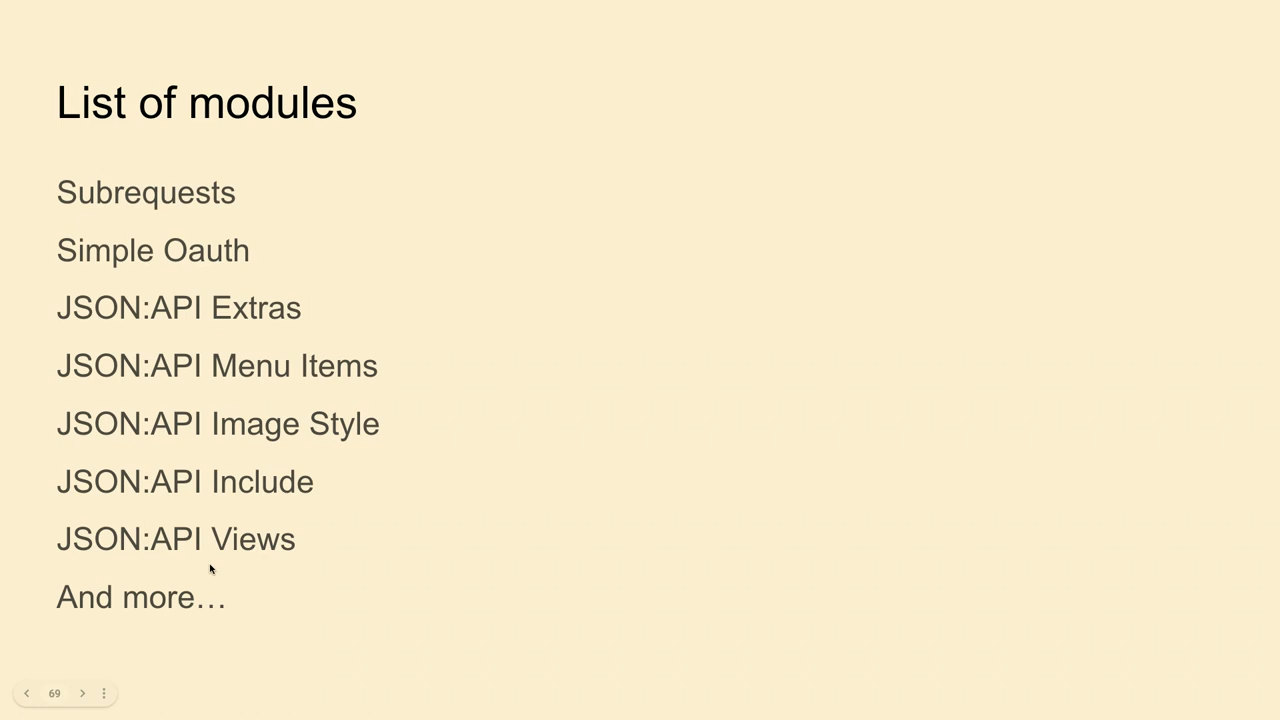 List of modules
Subrequests
Simple Oauth
JSON:API Extras
JSON:API Menu Items
JSON:API Image Style
JSON:API Include
JSON:API Views
And more…
69